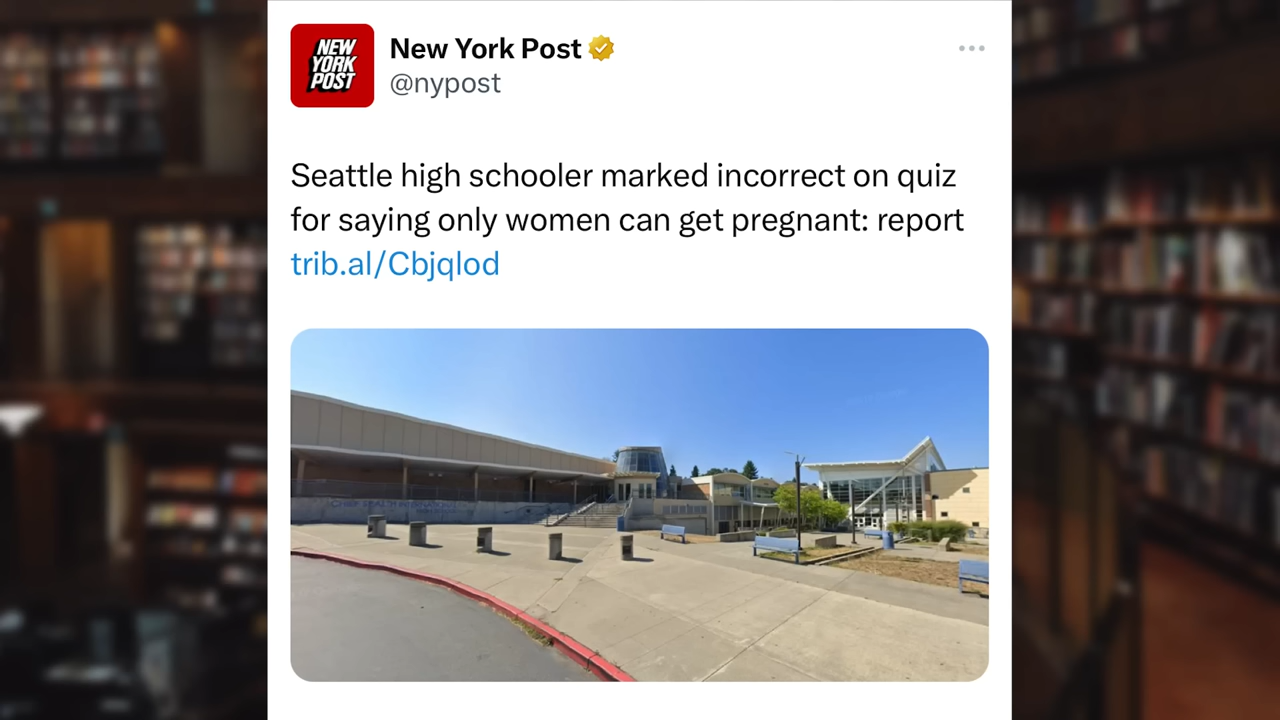 NEW
YORK
POST
New York Post
@nypost
Seattle high schooler marked incorrect on quiz
for saying only women can get pregnant: report
trib.al/Cbjqlod